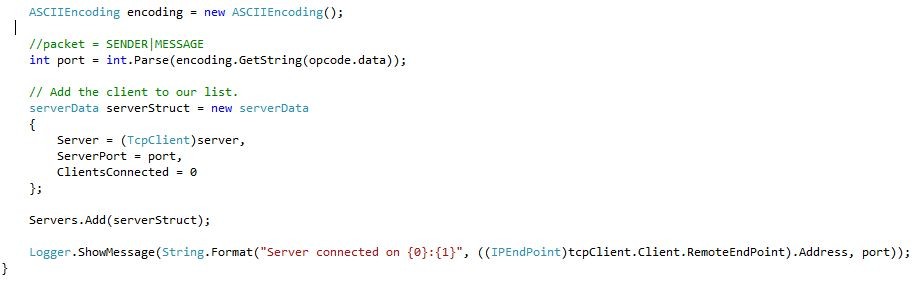 ASCIIEncoding encoding = new ASCIIEncoding();
//packet = SENDER|MESSAGE
int port = int.Parse(encoding.GetString(opcode.data));
// Add the client to our list.
serverData serverStruct = new serverData
{
Server = (TcpClient)server,
ServerPort = port,
ClientsConnected = 0
};
Servers.Add(serverStruct);
Logger.ShowMessage(String.Format("Server connected on {0}:{1}", ((IPEndPoint)tcpClient.Client.RemoteEndPoint).Address, port));
}